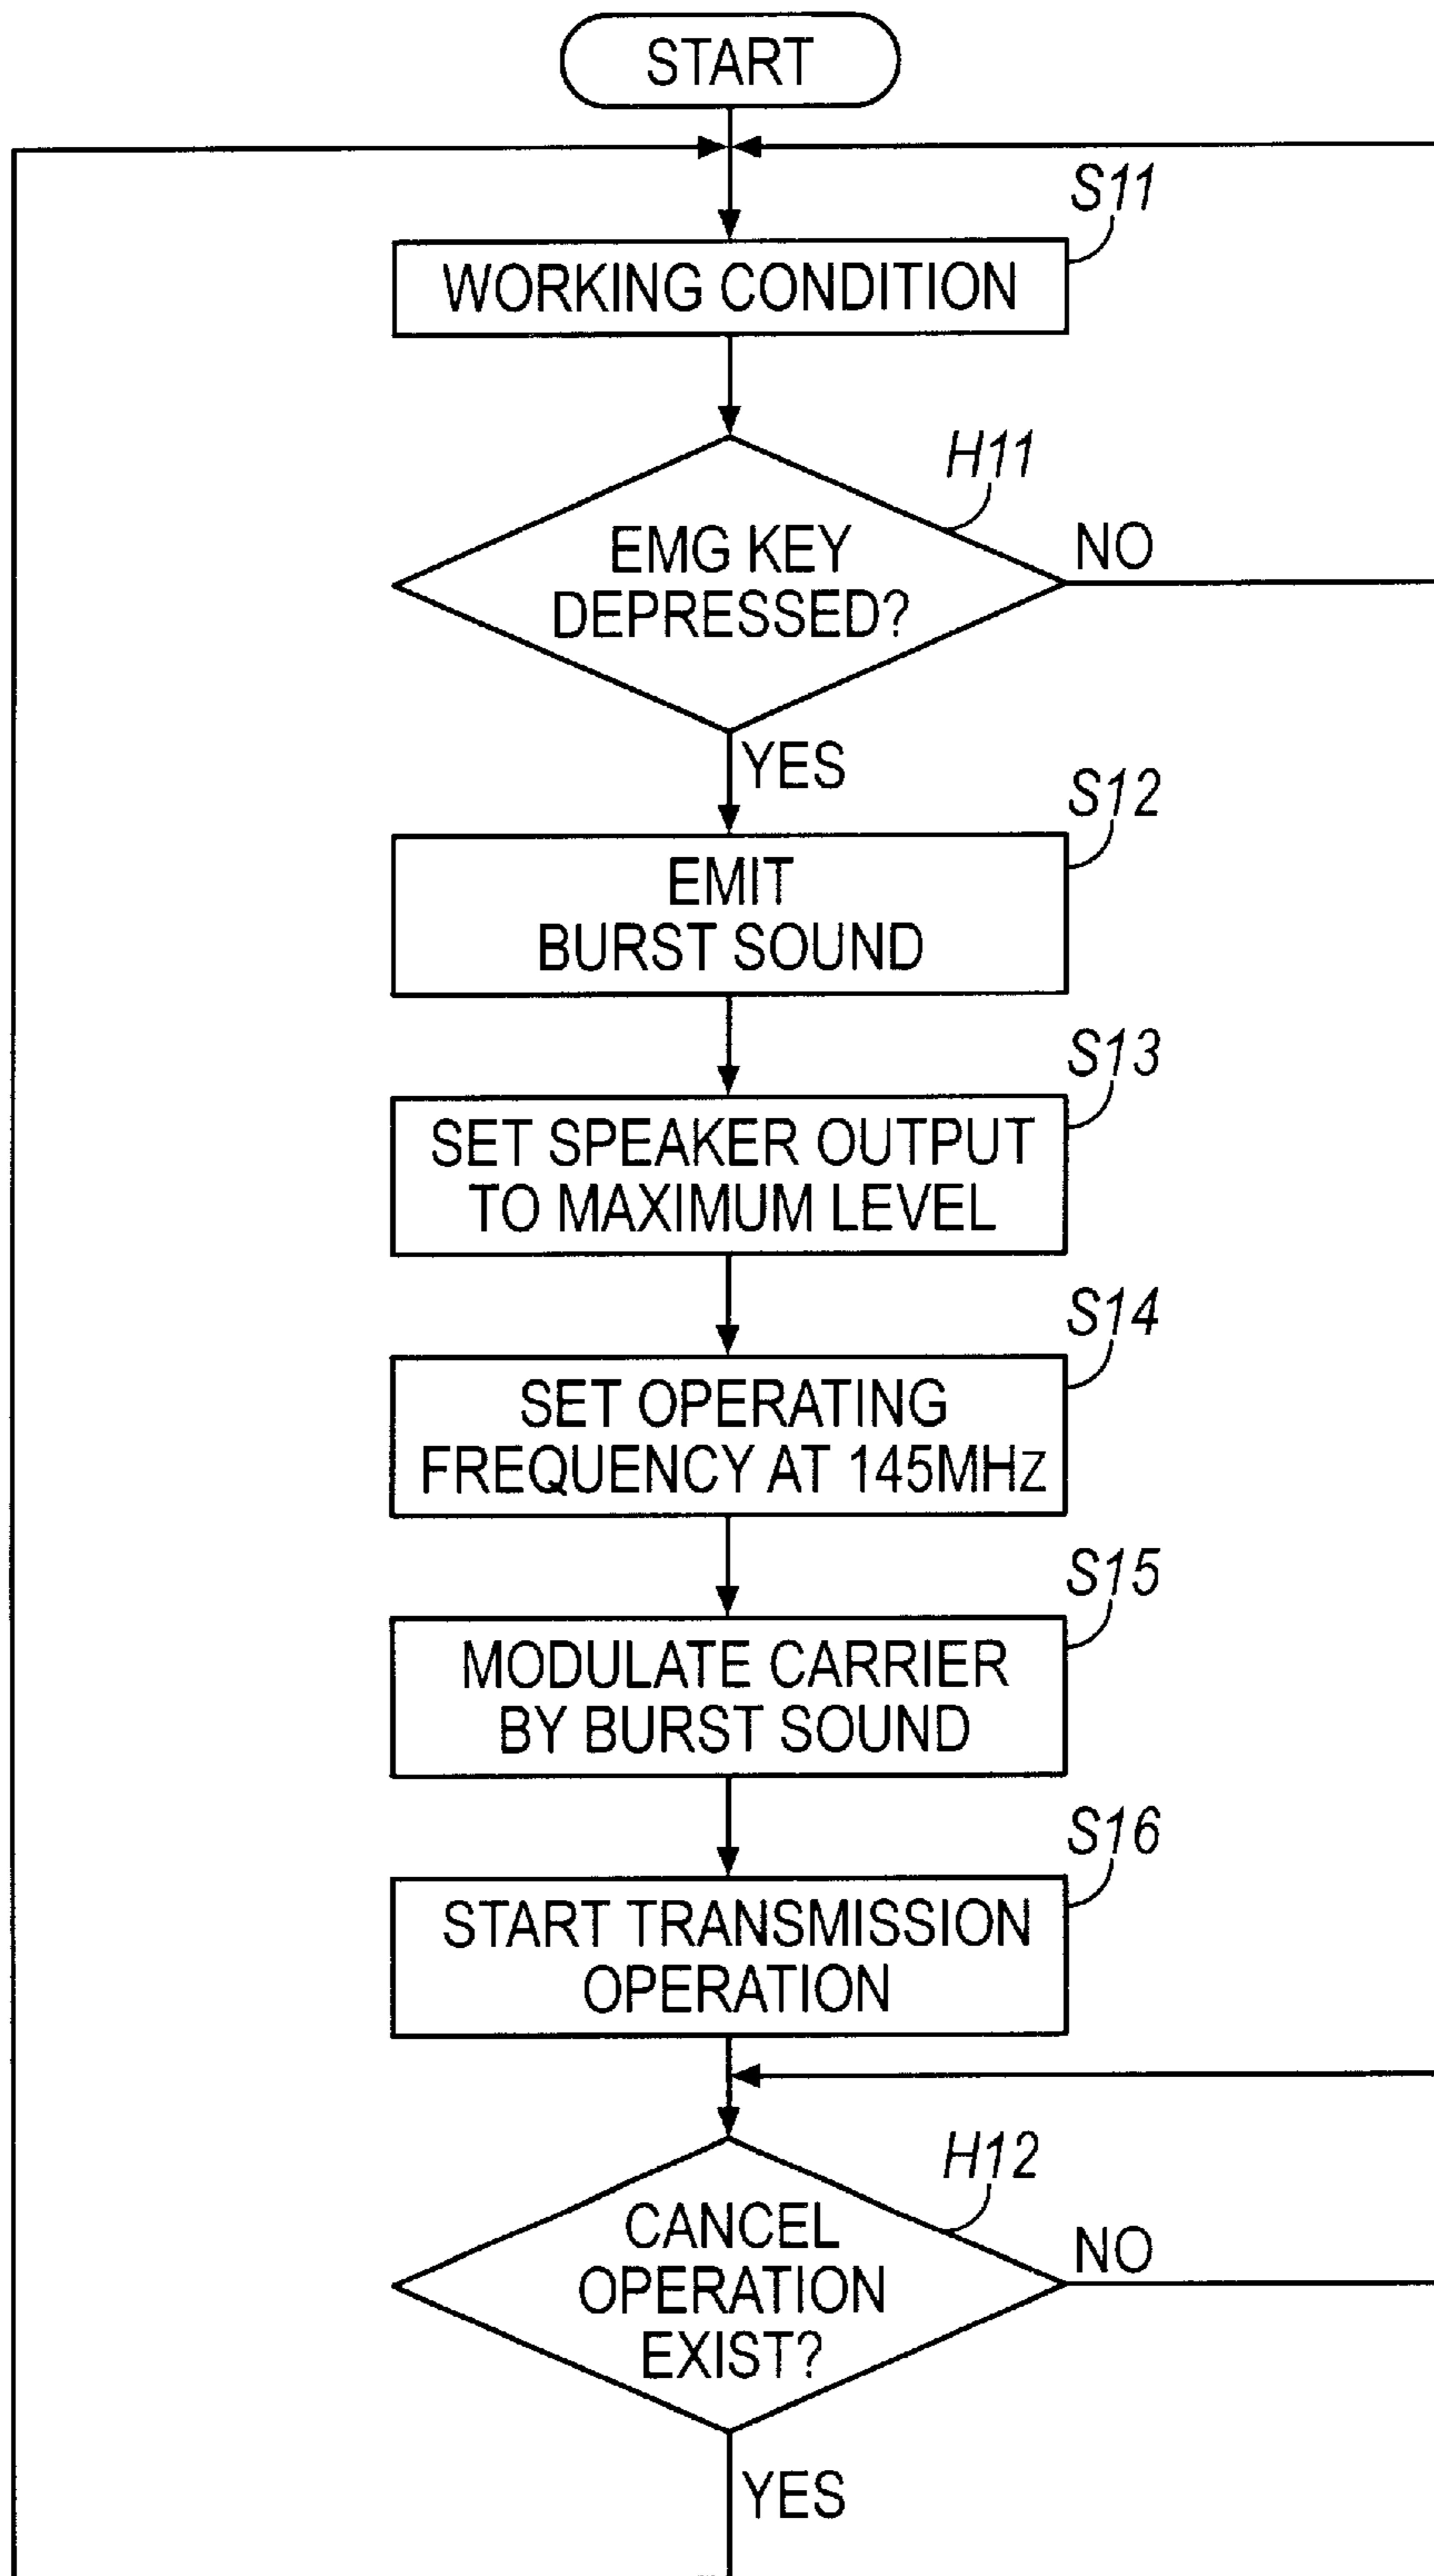 START
S11
WORKING CONDITION
H11
EMG KEY
DEPRESSED?
NO
YES
S12
EMIT
BURST SOUND
S13
SET SPEAKER OUTPUT
TO MAXIMUM LEVEL
S14
SET OPERATING
FREQUENCY AT 145MHz
S15
MODULATE CARRIER
BY BURST SOUND
S16
START TRANSMISSION
OPERATION
H12
CANCEL
OPERATION
EXIST?
NO
YES